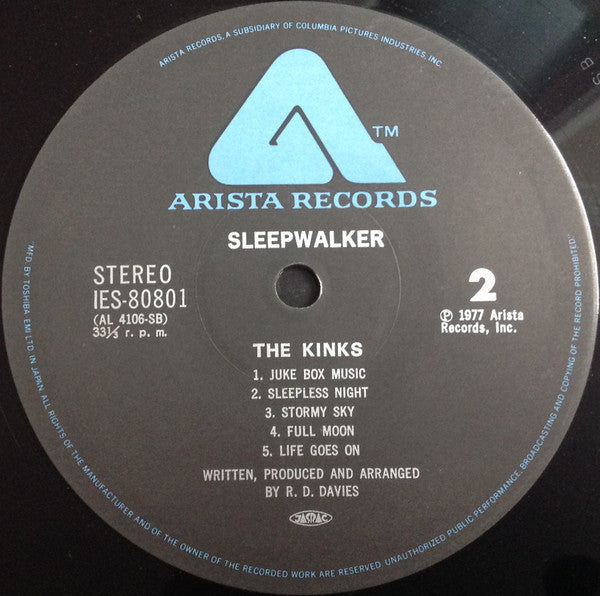 ARISTA RECORDS, A SUBSIDIARY OF COLUMBIA PICTURES INDUSTRIES, INC.
TM
ARISTA RECORDS
SLEEPWALKER
STEREO
IES-80801
(AL 4106-SB)
33⅓ r. p. m.
2
Ⓟ 1977 Arista
Records, Inc.
THE KINKS
1. JUKE BOX MUSIC
2. SLEEPLESS NIGHT
3. STORMY SKY
4. FULL MOON
5. LIFE GOES ON
WRITTEN, PRODUCED AND ARRANGED
BY R. D. DAVIES
JASRAC
"MFD. BY TOSHIBA EMI LTD. IN JAPAN. ALL RIGHTS OF THE MANUFACTURER AND OF THE OWNER OF THE RECORDED WORK ARE RESERVED. UNAUTHORIZED PUBLIC PERFORMANCE, BROADCASTING AND COPYING OF THE RECORD PROHIBITED."